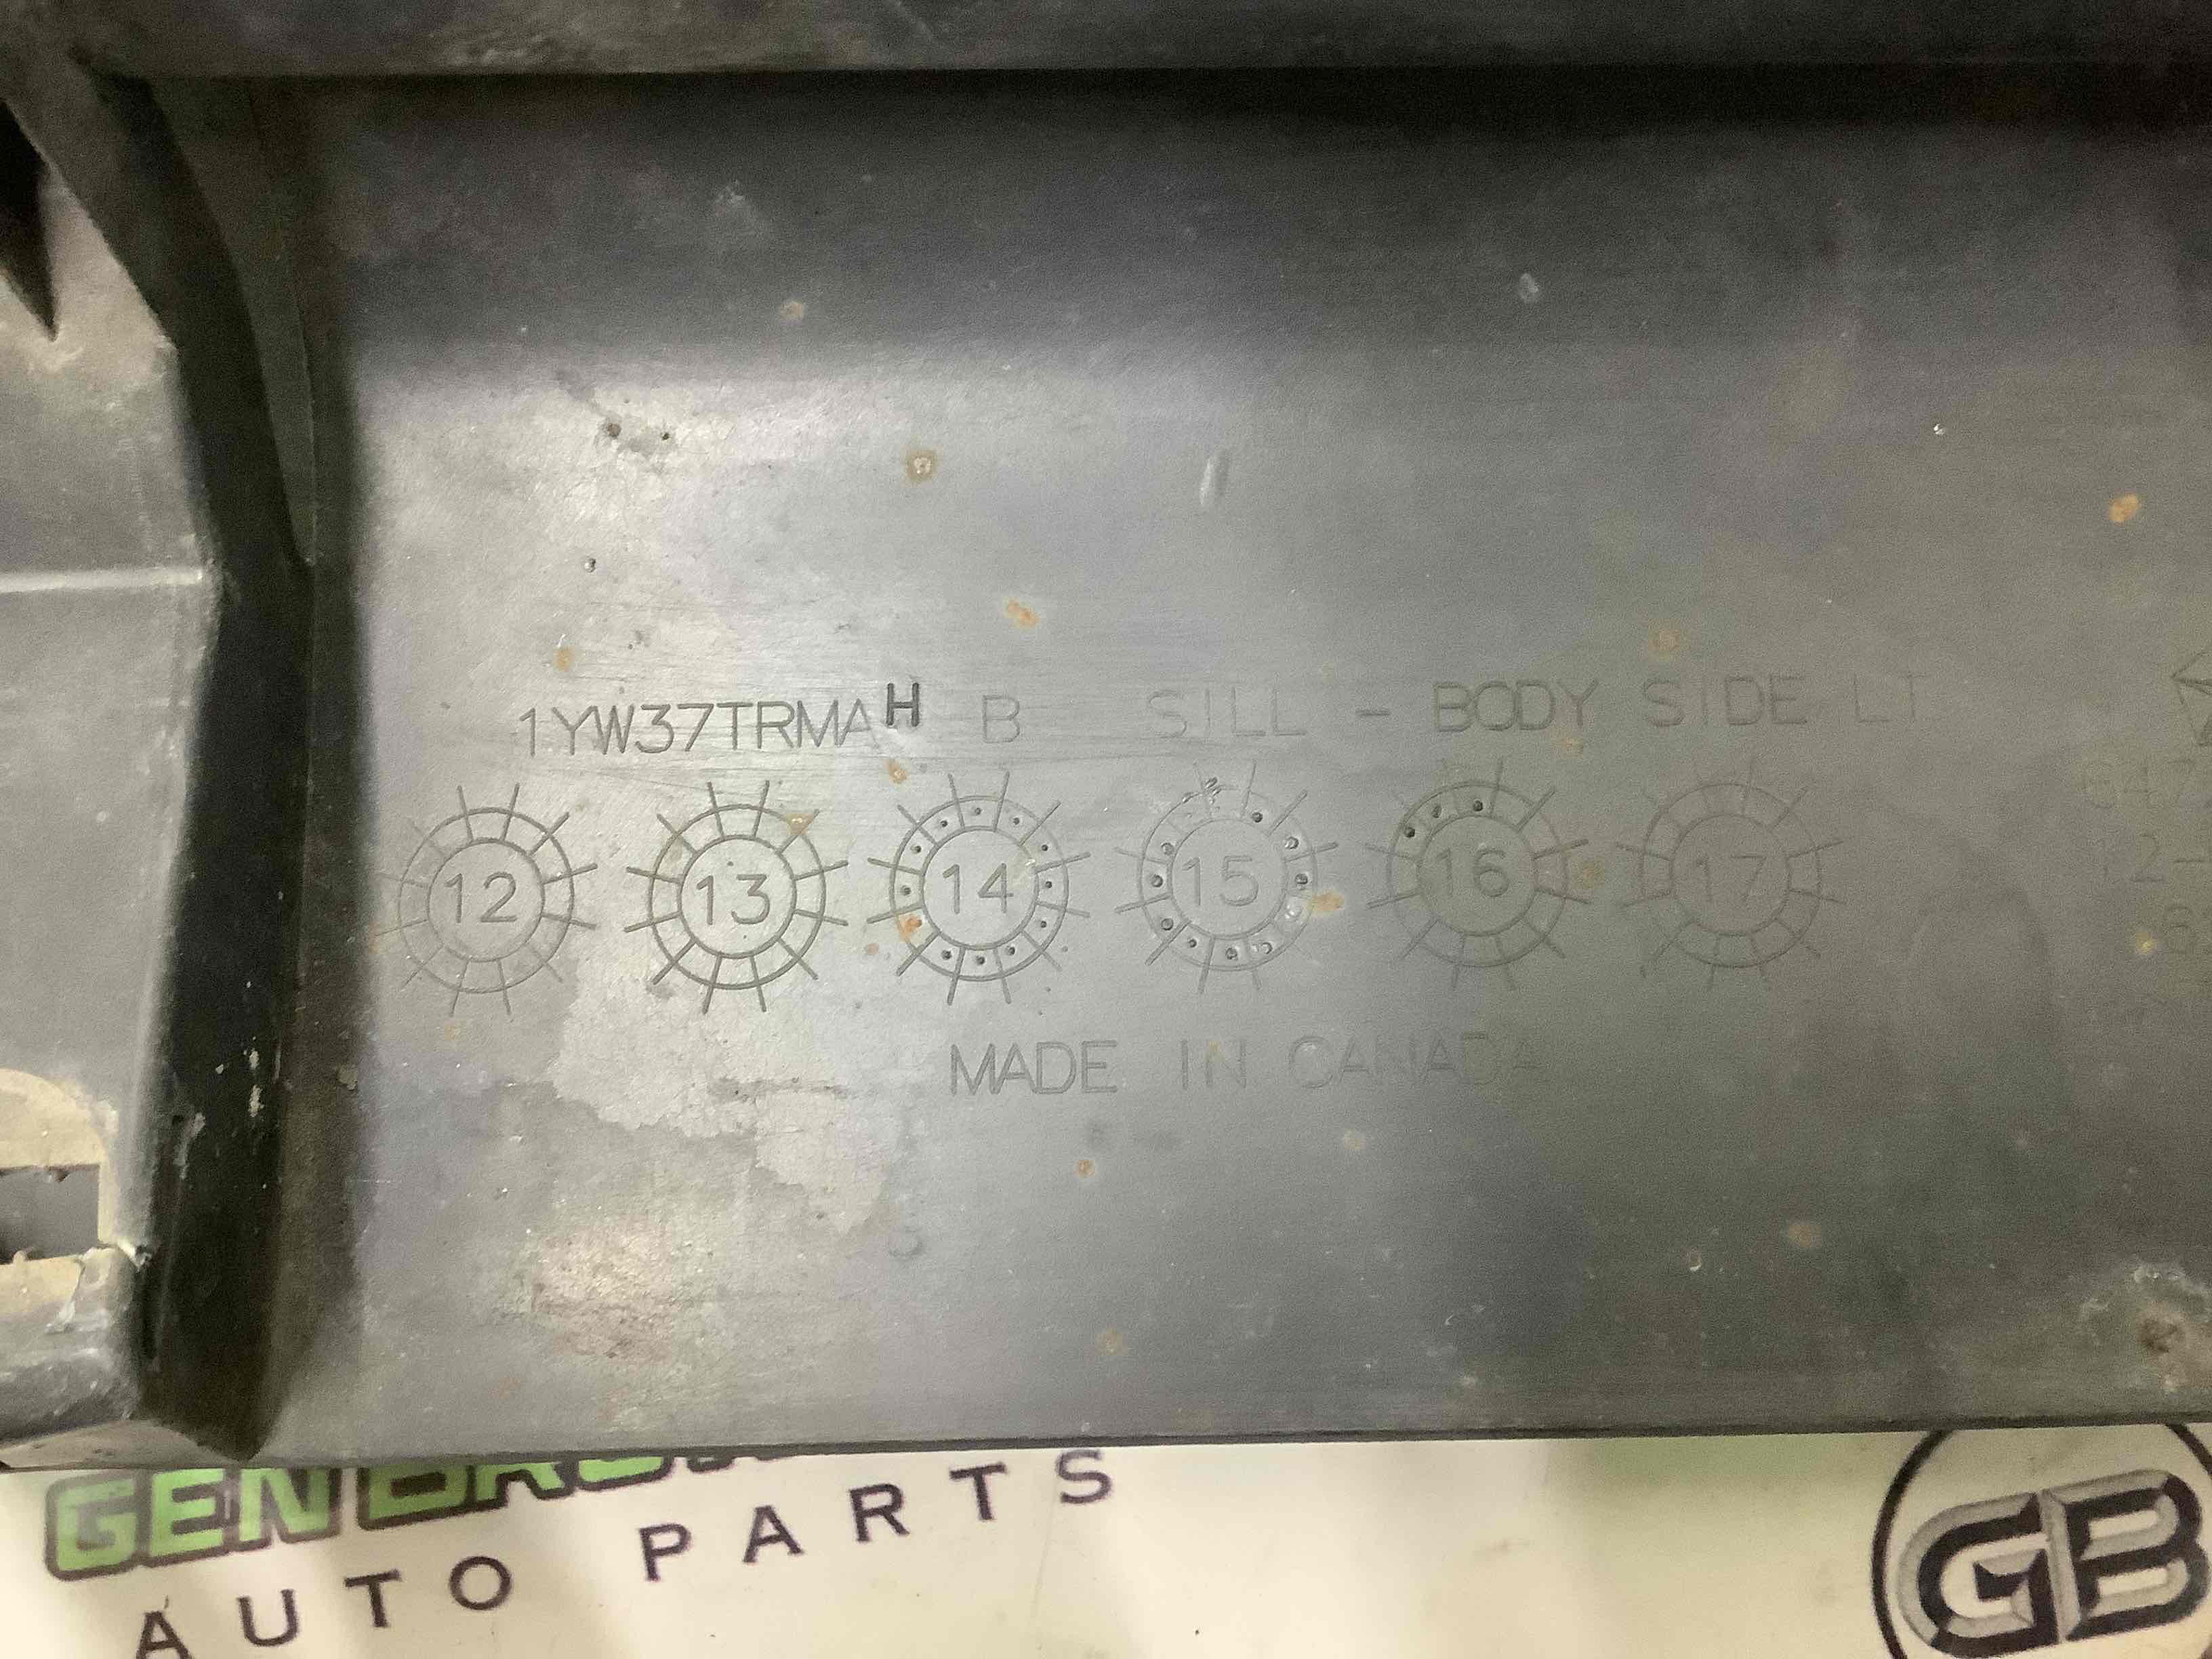 1YW37TRMAH B SILL - BODY SIDE LT
12 13 14 15 16 17
MADE IN CANADA
AUTO PARTS
GB